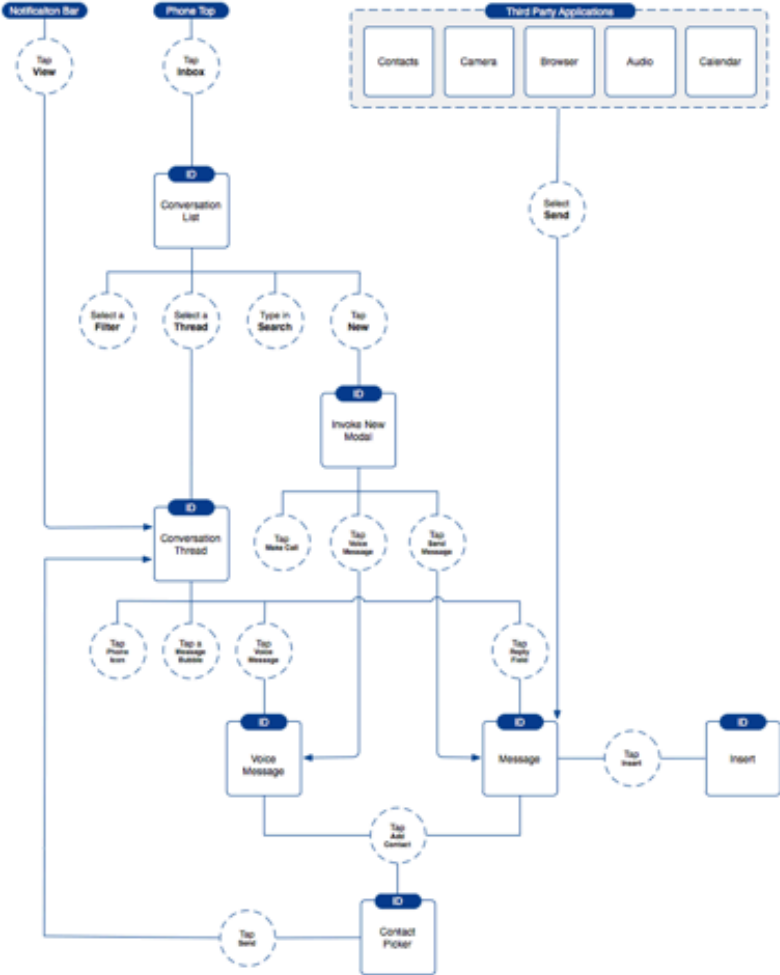 Notificaiton Bar
Phone Top
Third Party Applications
Tap
View
Tap
Inbox
Contacts
Camera
Browser
Audio
Calendar
ID
Conversation
List
Select
Send
Select a
Filter
Select a
Thread
Type in
Search
Tap
New
ID
Invoke New
Modal
ID
Conversation
Thread
Tap
Make Call
Tap
Voice
Message
Tap
Send
Message
Tap
Phone
Icon
Tap a
Message
Bubble
Tap
Voice
Message
Tap
Reply
Field
ID
Voice
Message
ID
Message
Tap
Insert
ID
Insert
Tap
Add
Contact
ID
Contact
Picker
Tap
Send